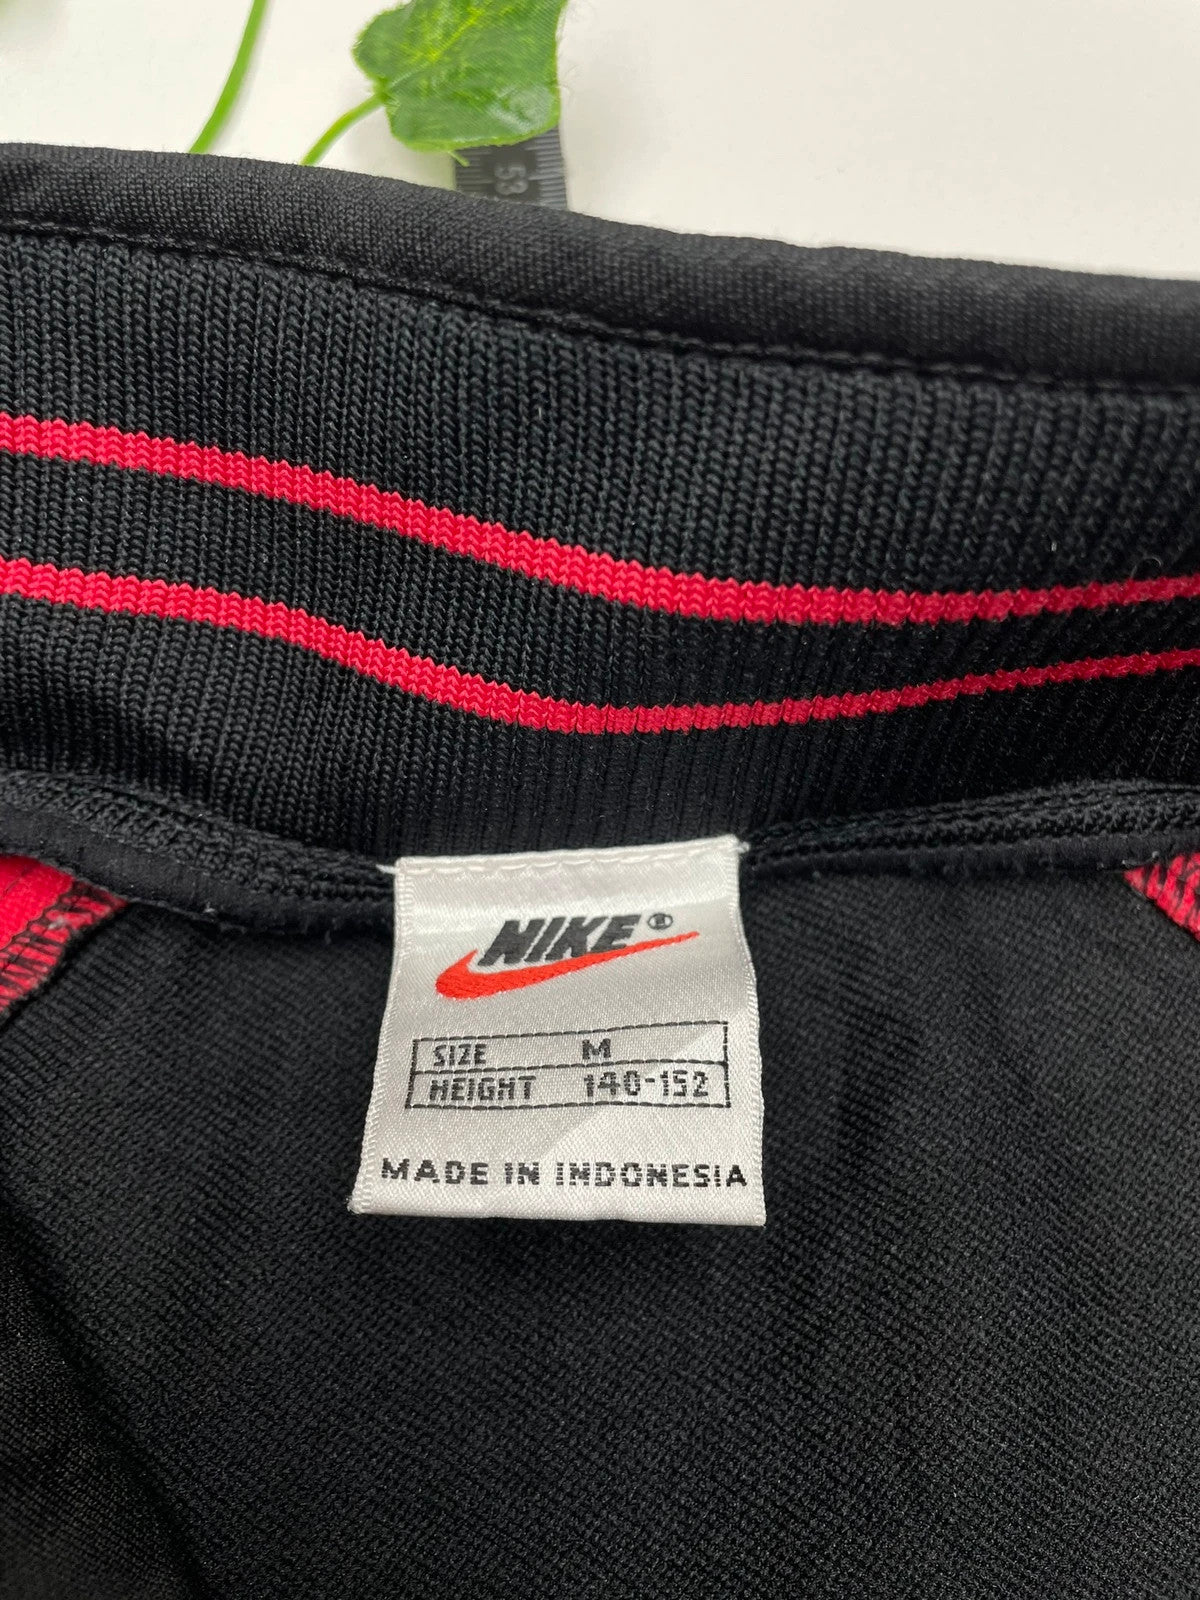 53
NIKE®
SIZE M
HEIGHT 140-152
MADE IN INDONESIA